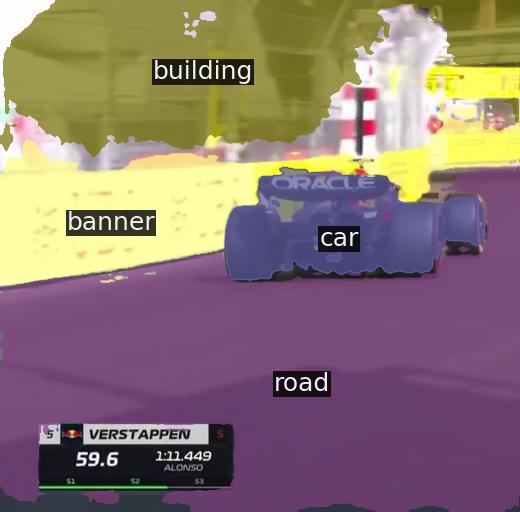 building
banner
ORACLE
car
road
5 VERSTAPPEN 5
59.6 1:11.449
ALONSO
S1 S2 S3